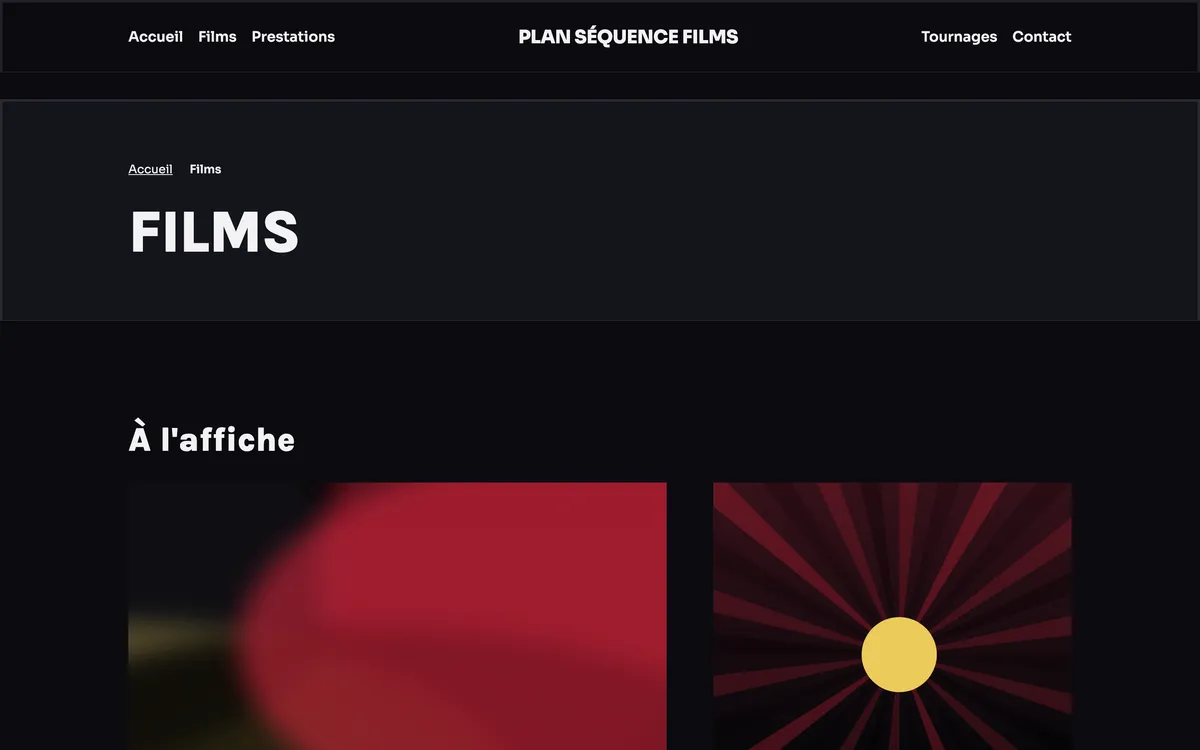 Accueil Films Prestations PLAN SÉQUENCE FILMS Tournages Contact
Accueil Films
FILMS
À l'affiche